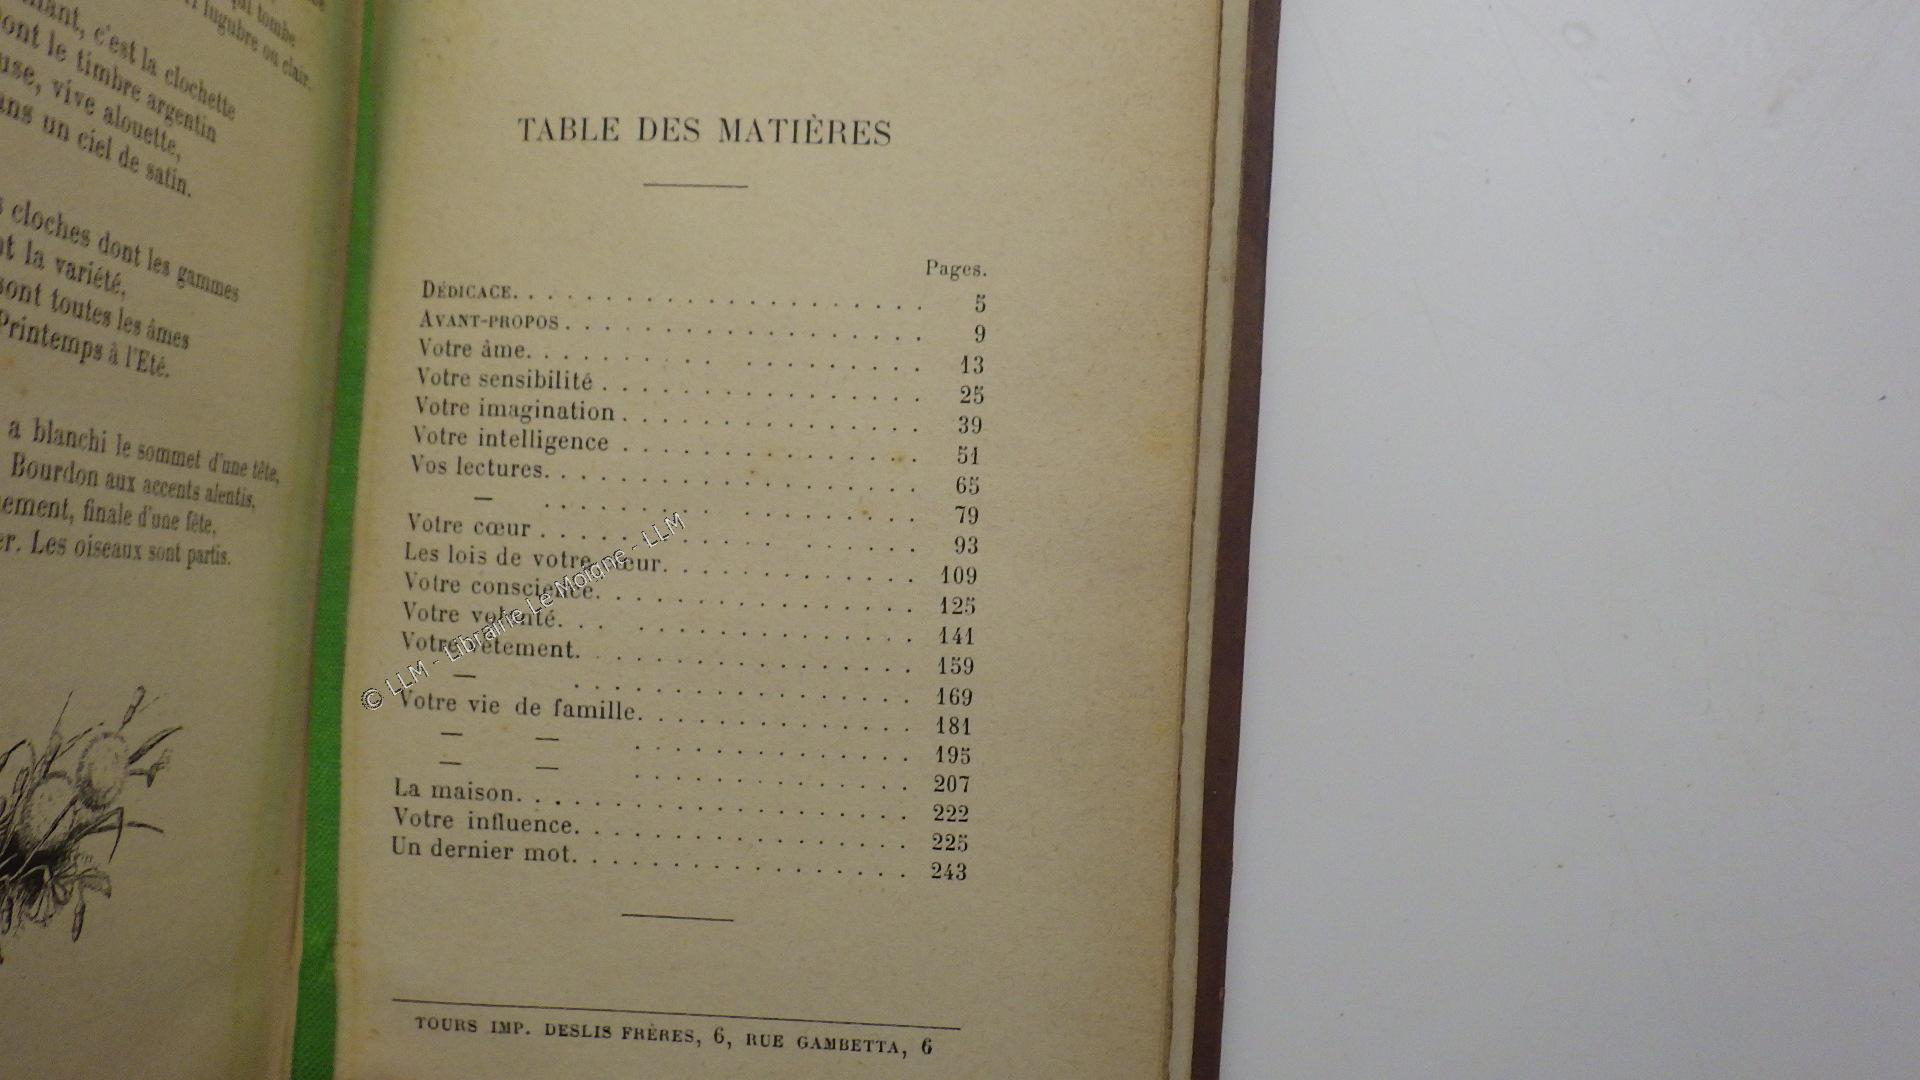 c'est la clochette
ont le timbre argentin
use, vive alouette,
ans un ciel de satin.
cloches dont les gammes
nt la variété,
sont toutes les âmes
Printemps à l'Eté.
a blanchi le sommet d'une tête,
Bourdon aux accents alentis,
ement, finale d'une fête,
er. Les oiseaux sont partis.
TABLE DES MATIÈRES
Pages.
DÉDICACE. . . . . . . . . . . . . . . . . . . . . 5
AVANT-PROPOS . . . . . . . . . . . . . . . . . . 9
Votre âme. . . . . . . . . . . . . . . . . . . . 13
Votre sensibilité . . . . . . . . . . . . . . . . 25
Votre imagination . . . . . . . . . . . . . . . 39
Votre intelligence . . . . . . . . . . . . . . . 51
Vos lectures. . . . . . . . . . . . . . . . . . . 65
— . . . . . . . . . . . . . . . . . . 79
Votre cœur . . . . . . . . . . . . . . . . . . . 93
Les lois de votre cœur. . . . . . . . . . . . . 109
Votre conscience. . . . . . . . . . . . . . . . 125
Votre volonté. . . . . . . . . . . . . . . . . . 141
Votre vêtement. . . . . . . . . . . . . . . . . 159
— . . . . . . . . . . . . . . . . . 169
Votre vie de famille. . . . . . . . . . . . . . 181
— — . . . . . . . . . . . . . . 195
— — . . . . . . . . . . . . . . 207
La maison. . . . . . . . . . . . . . . . . . . . 222
Votre influence. . . . . . . . . . . . . . . . . 225
Un dernier mot. . . . . . . . . . . . . . . . . 243
TOURS IMP. DESLIS FRÈRES, 6, RUE GAMBETTA, 6
© LLM - Librairie Le Moigne - LLM